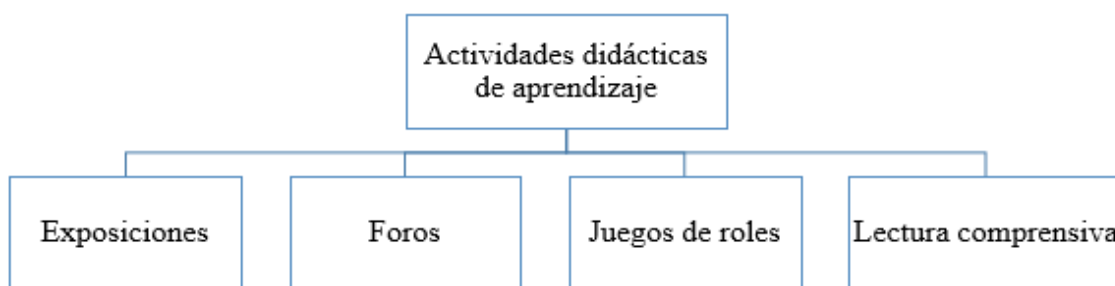 Actividades didácticas
de aprendizaje
Exposiciones
Foros
Juegos de roles
Lectura comprensiva